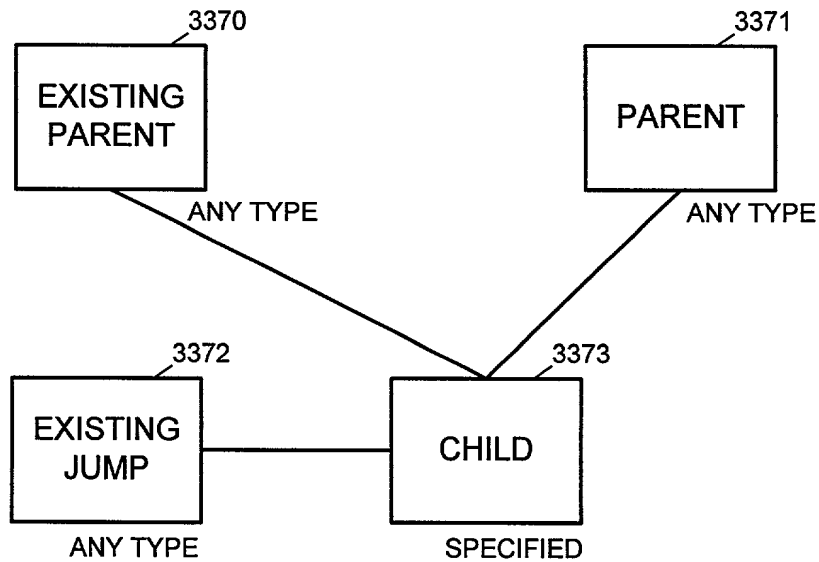 3370
EXISTING
PARENT
ANY TYPE
3371
PARENT
ANY TYPE
3372
EXISTING
JUMP
ANY TYPE
3373
CHILD
SPECIFIED